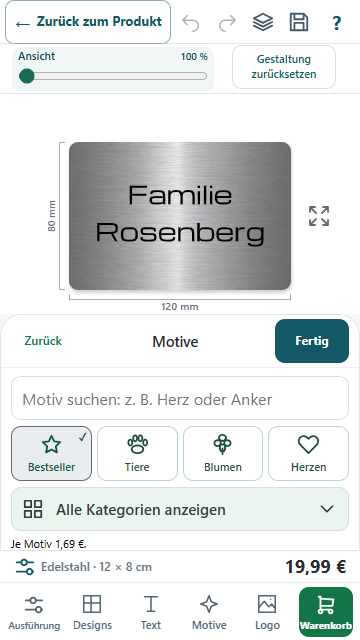 ← Zurück zum Produkt
?
Ansicht
100 %
Gestaltung
zurücksetzen
80 mm
Familie
Rosenberg
120 mm
Zurück
Motive
Fertig
Motiv suchen: z. B. Herz oder Anker
✓
Bestseller
Tiere
Blumen
Herzen
Alle Kategorien anzeigen
Je Motiv 1,69 €.
Edelstahl · 12 × 8 cm
19,99 €
Ausführung
Designs
Text
Motive
Logo
Warenkorb